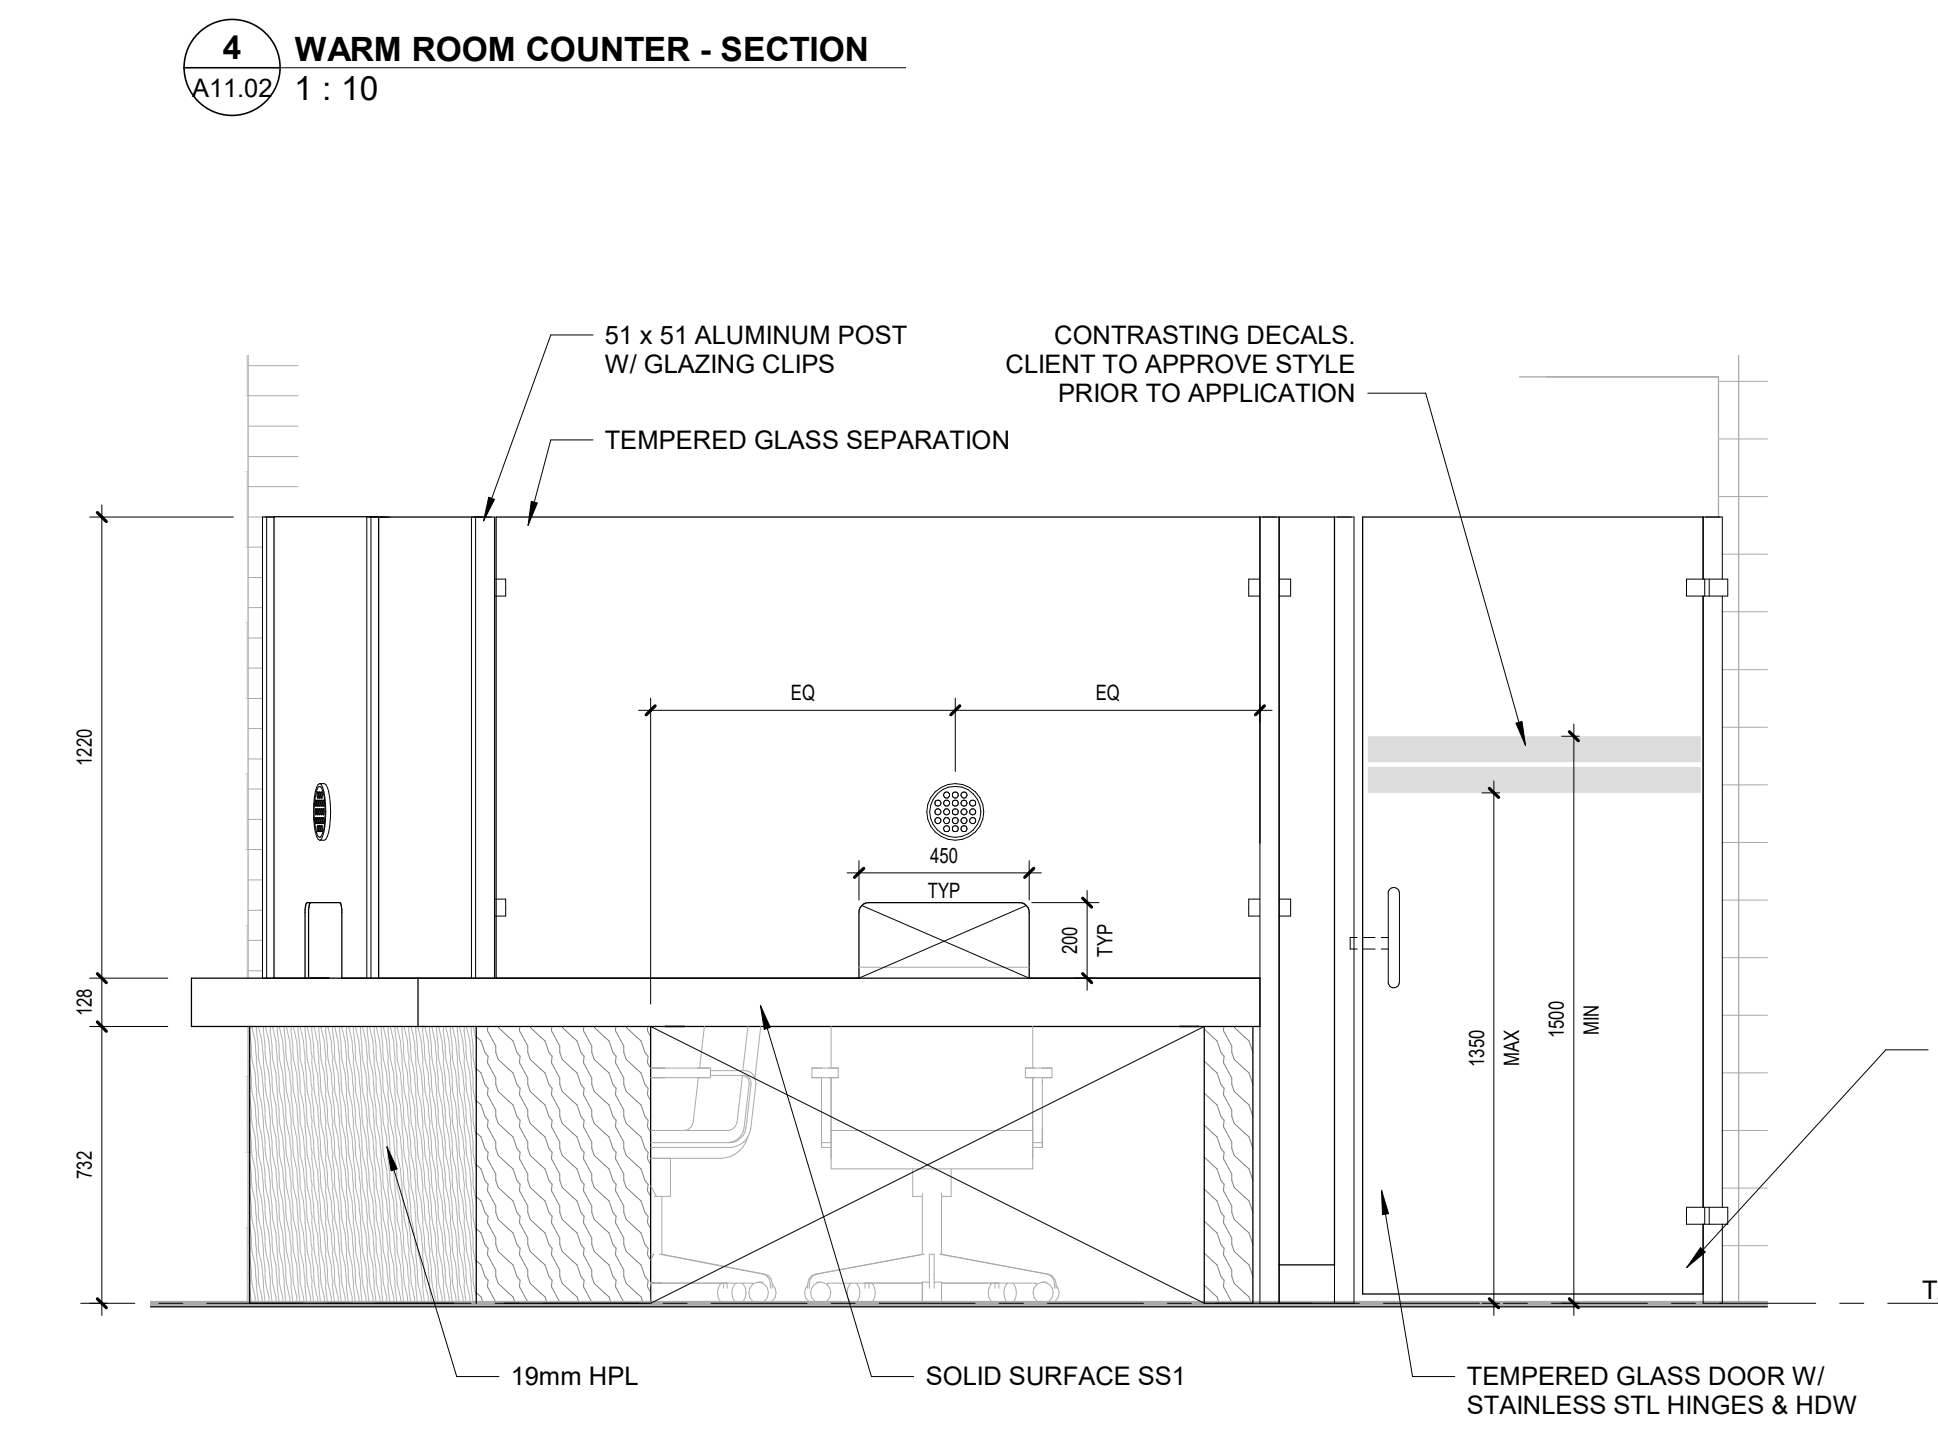 4
WARM ROOM COUNTER - SECTION
A11.02
1 : 10
51 x 51 ALUMINUM POST
W/ GLAZING CLIPS
CONTRASTING DECALS.
CLIENT TO APPROVE STYLE
PRIOR TO APPLICATION
TEMPERED GLASS SEPARATION
EQ
EQ
1220
450
TYP
200
TYP
128
1350
MAX
1500
MIN
732
19mm HPL
SOLID SURFACE SS1
TEMPERED GLASS DOOR W/
STAINLESS STL HINGES & HDW